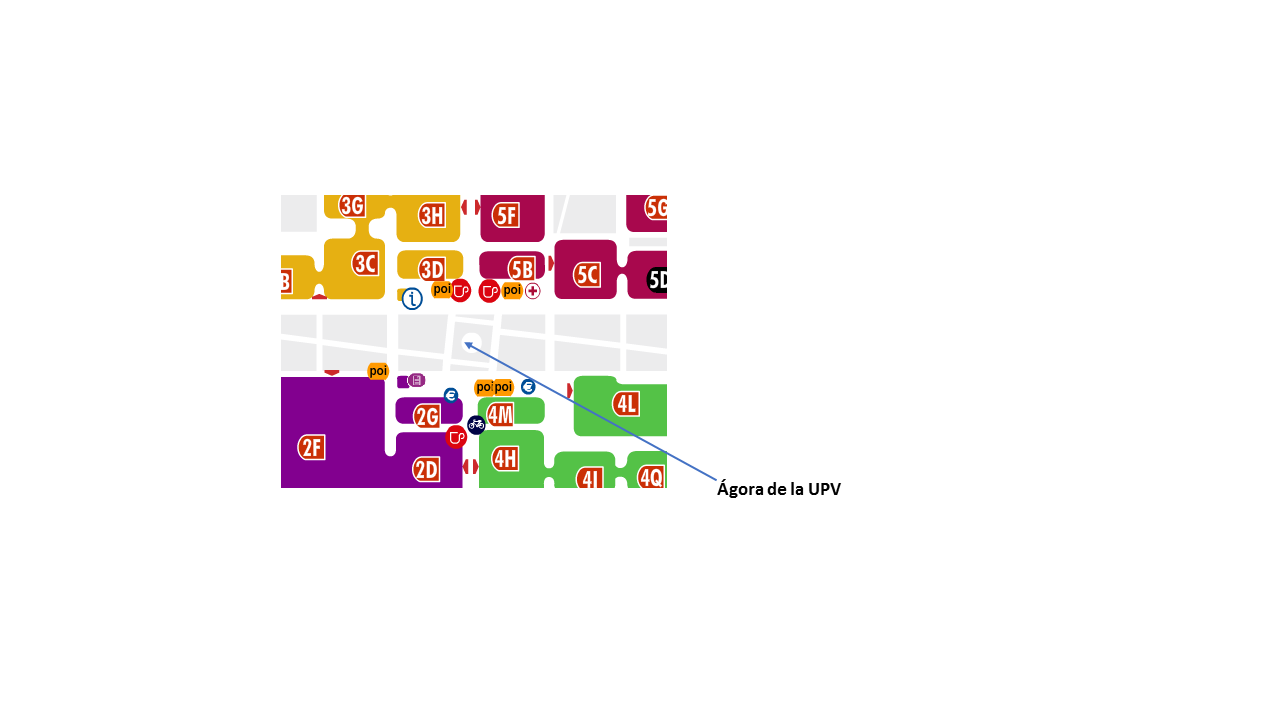 3G
3H
5F
5G
3C
3D
5B
5C
5D
B
i
poi
poi
poi
€
poi
poi
€
2G
4M
4L
2F
2D
4H
4Q
Ágora de la UPV